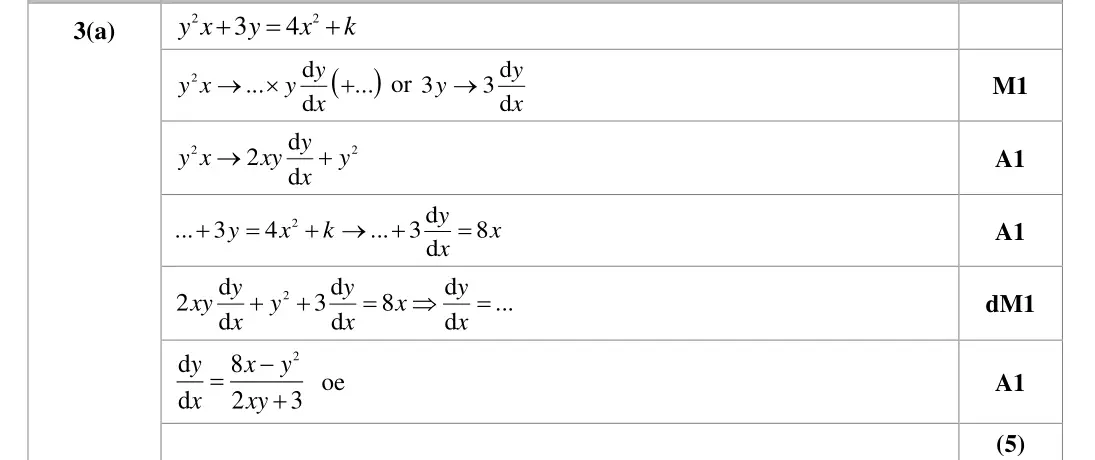 3(a) y²x + 3y = 4x² + k
y²x → ...× y dy/dx (+...) or 3y → 3 dy/dx M1
y²x → 2xy dy/dx + y² A1
...+ 3y = 4x² + k → ...+ 3 dy/dx = 8x A1
2xy dy/dx + y² + 3 dy/dx = 8x ⇒ dy/dx = ... dM1
dy/dx = (8x − y²)/(2xy + 3) oe A1
(5)